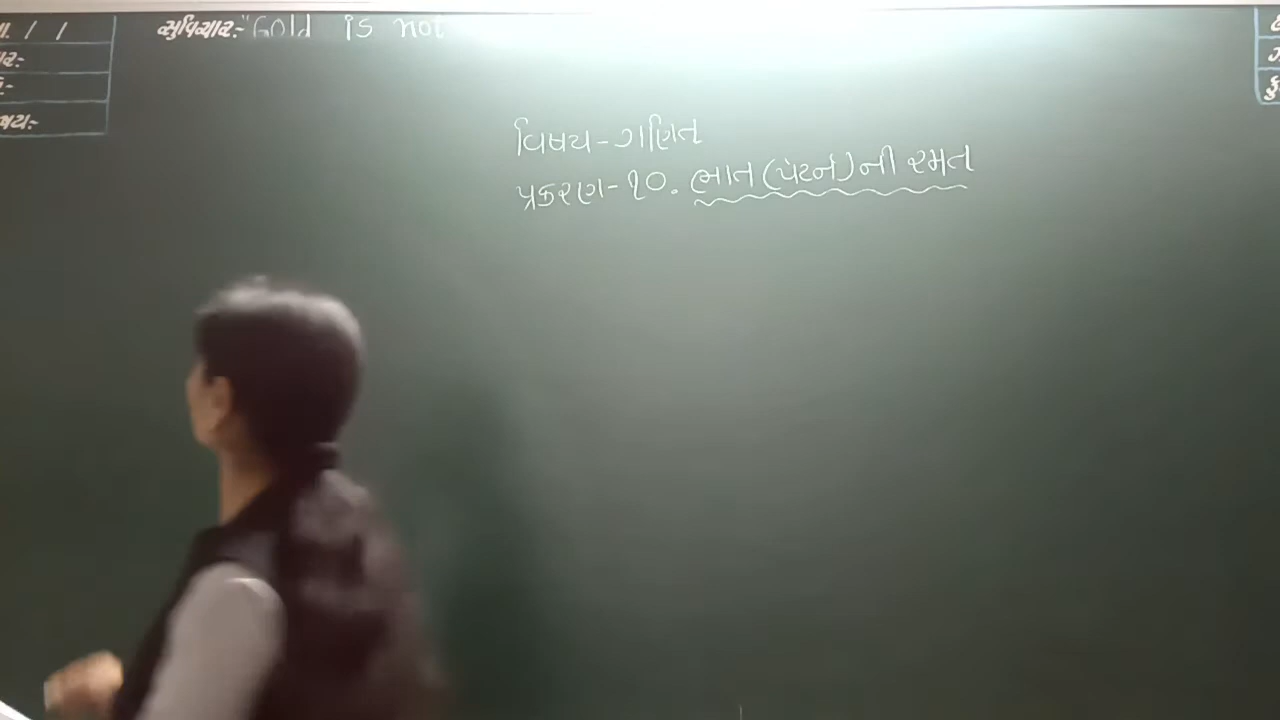 સુવિચાર:- "Gold is not
વિષય - ગણિત
પ્રકરણ - ૧૦. ભાત (પેટર્ન) ની રમત